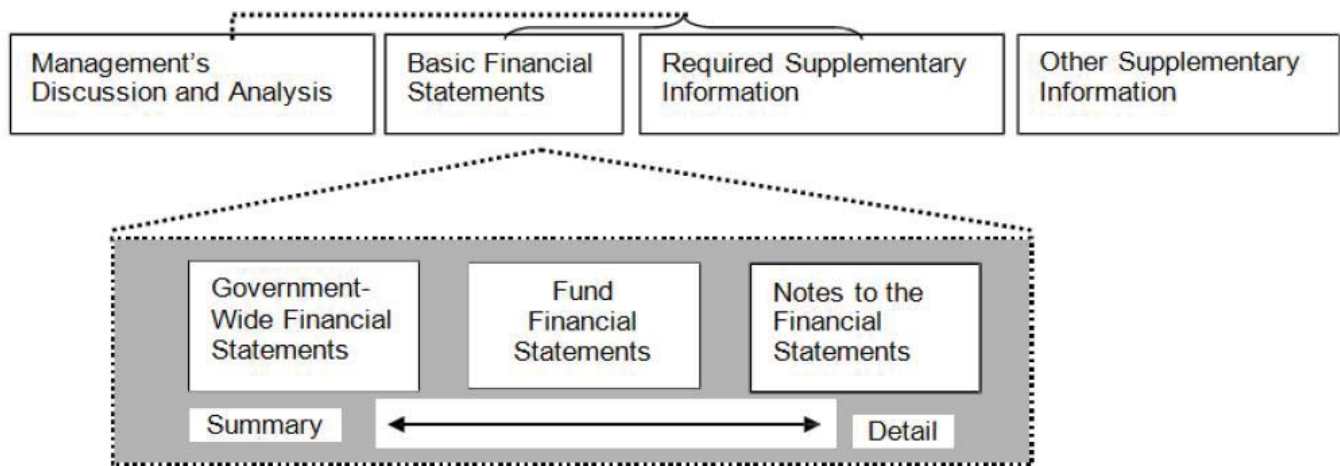 Management's
Discussion and Analysis
Basic Financial
Statements
Required Supplementary
Information
Other Supplementary
Information
Government-
Wide Financial
Statements
Fund
Financial
Statements
Notes to the
Financial
Statements
Summary
Detail